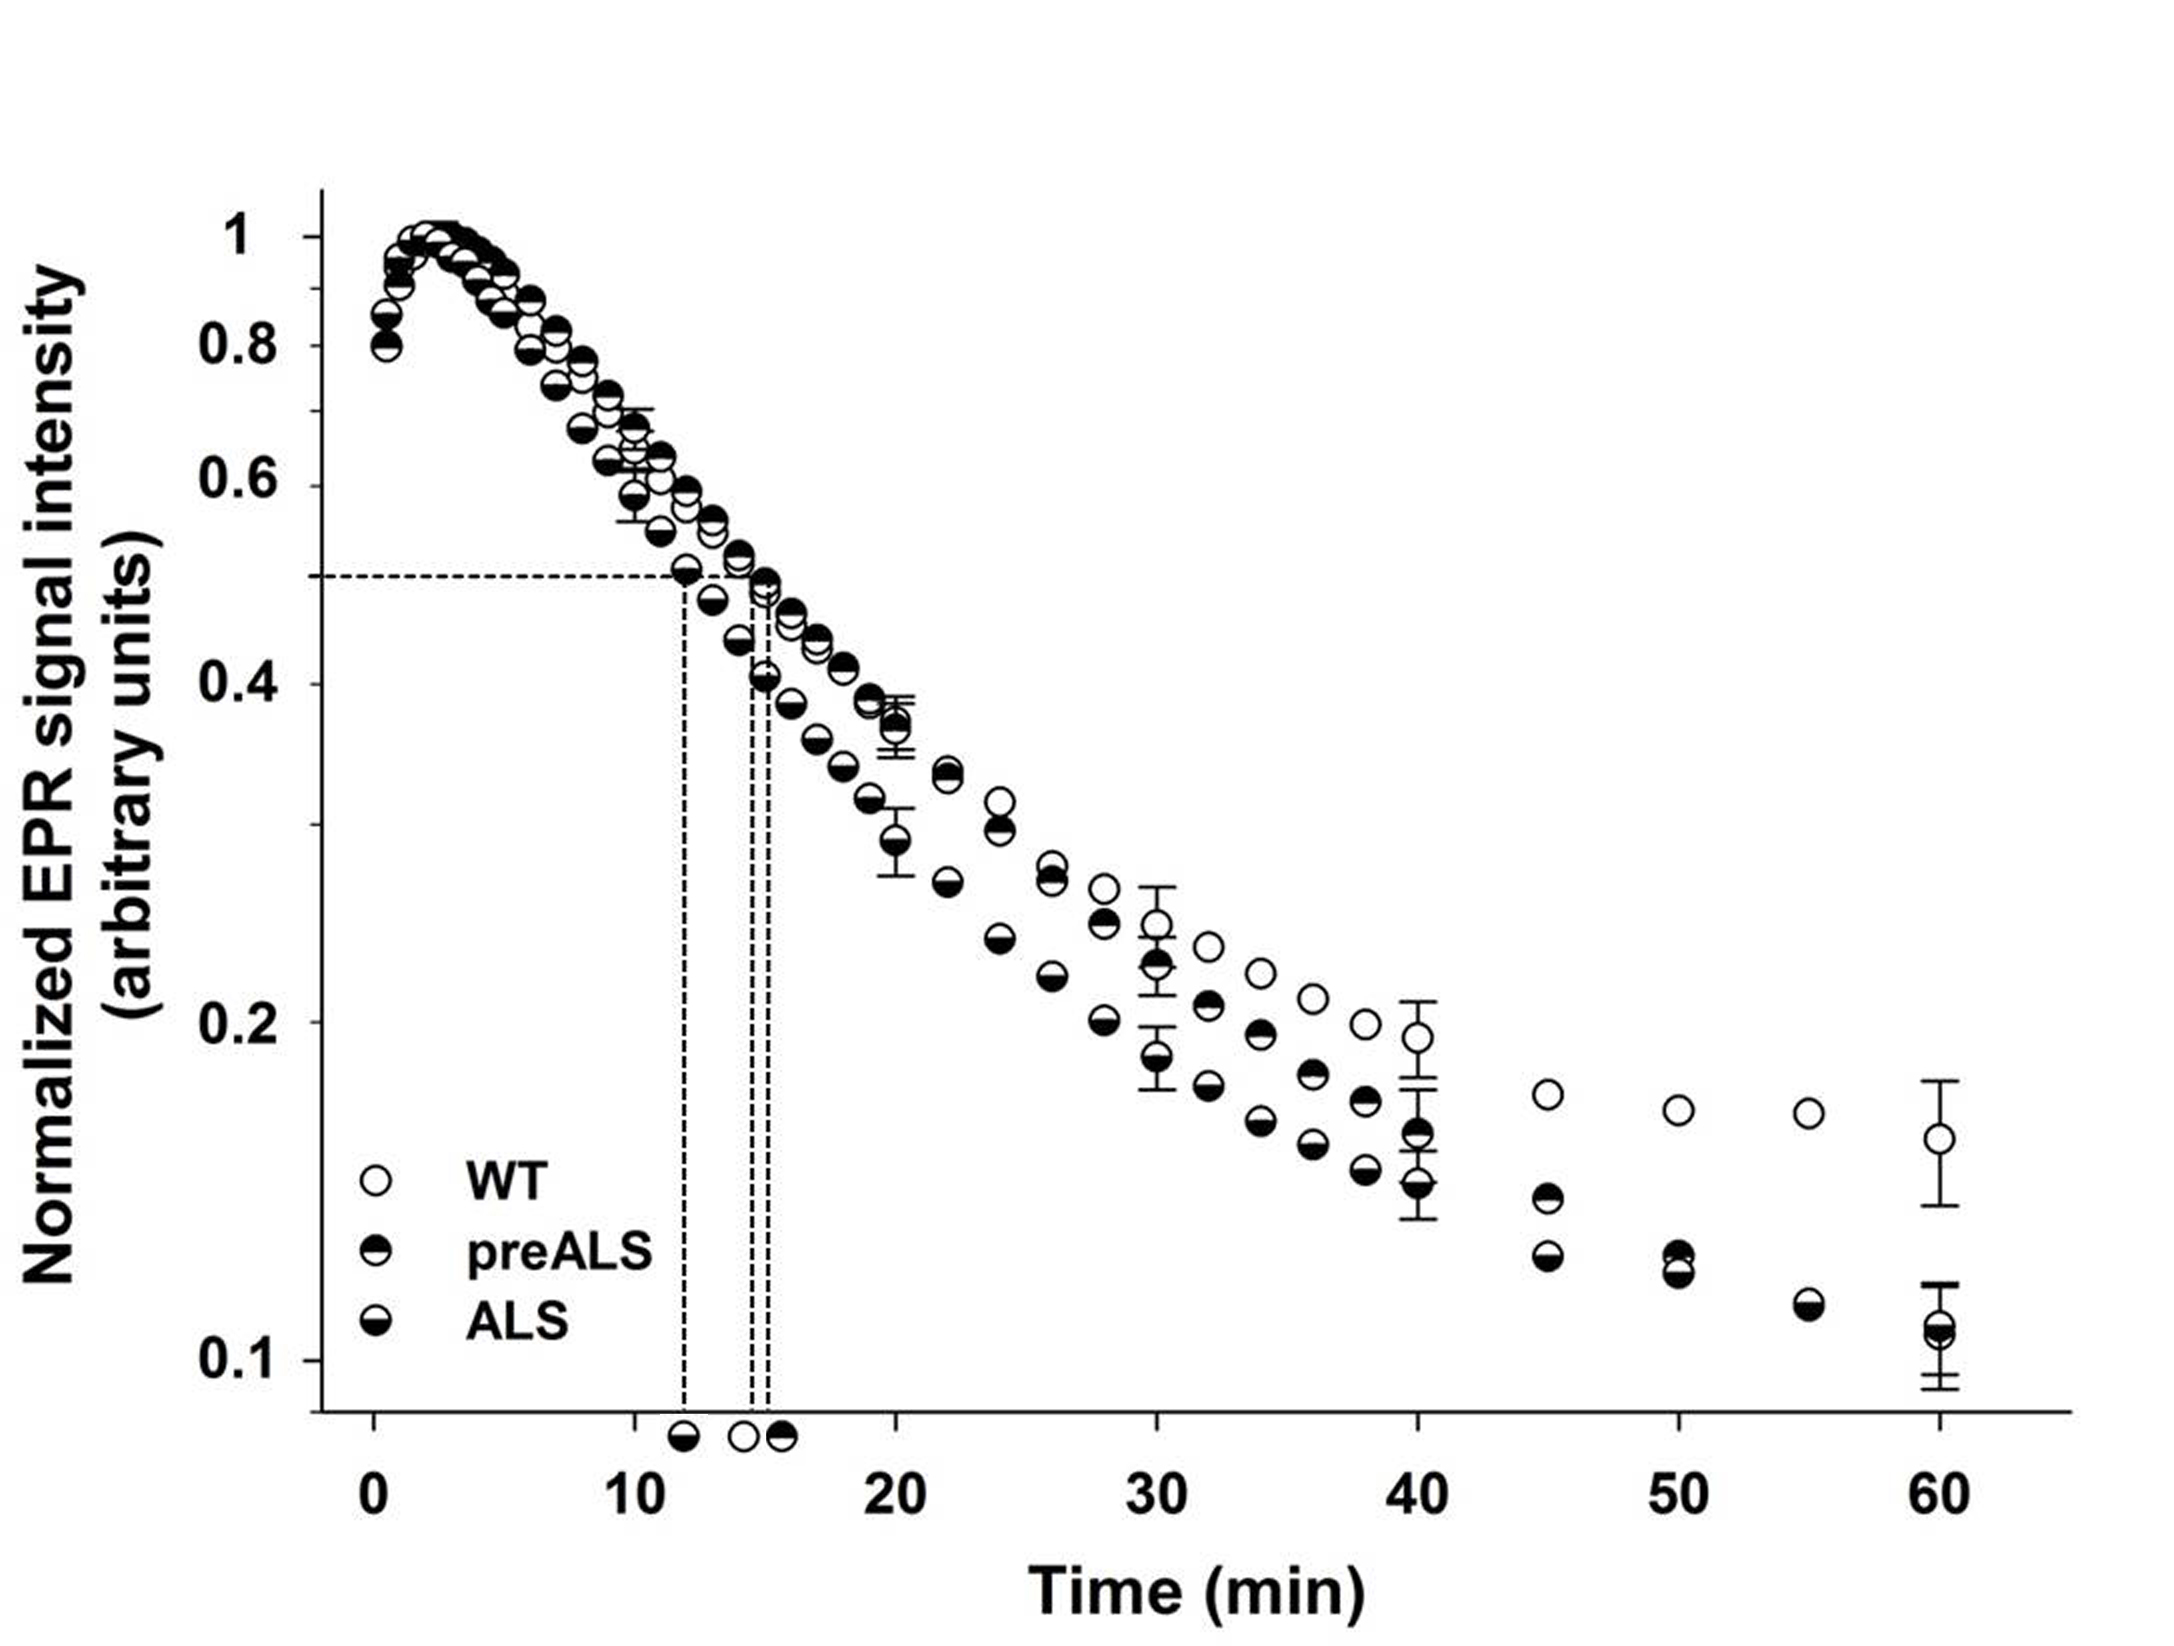 Normalized EPR signal intensity
(arbitrary units)
1
0.8
0.6
0.4
0.2
0.1
WT
preALS
ALS
0 10 20 30 40 50 60
Time (min)